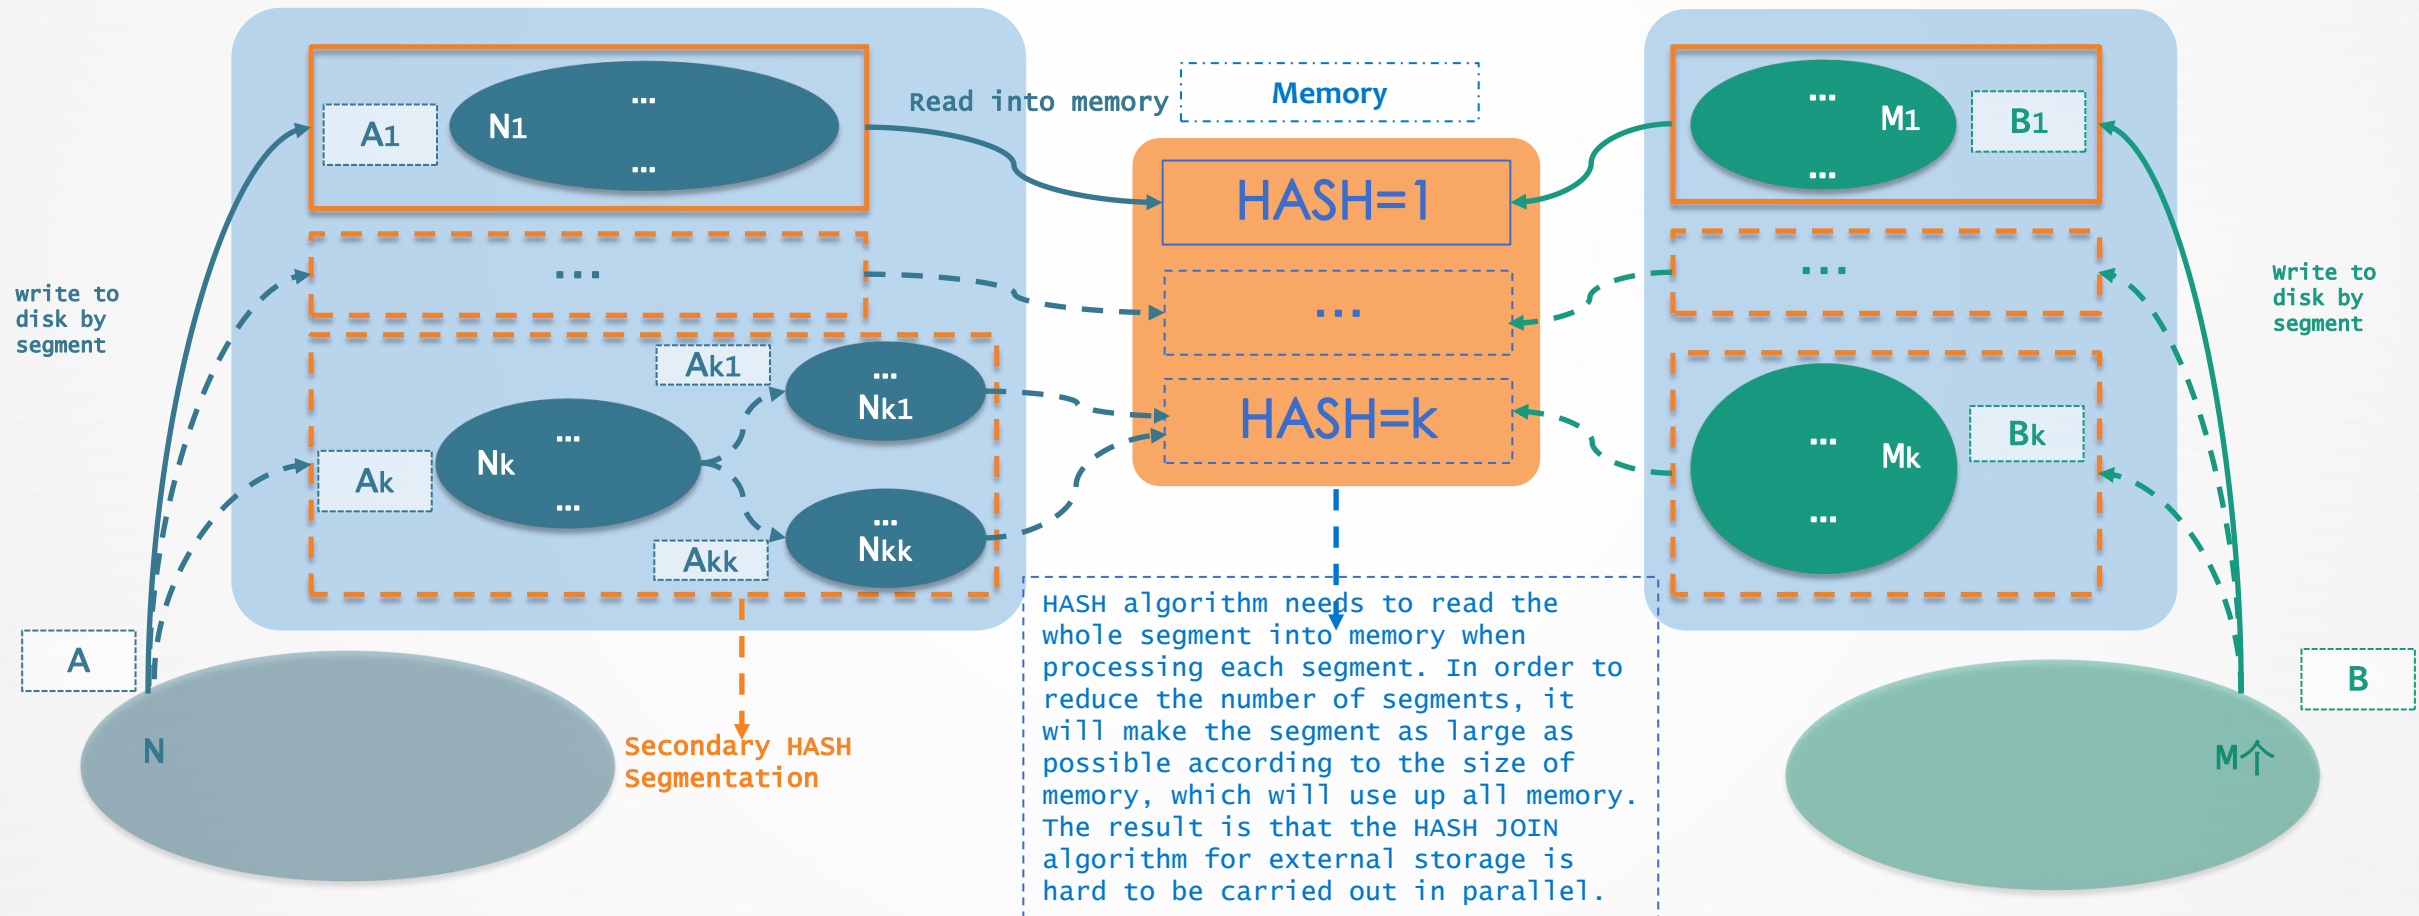 Memory
Read into memory
A1
N1
...
...
HASH=1
...
M1
...
B1
...
...
...
write to
disk by
segment
Write to
disk by
segment
Ak1
...
Nk1
HASH=k
Ak
Nk
...
...
...
Mk
...
Bk
Akk
...
Nkk
A
N
Secondary HASH
Segmentation
HASH algorithm needs to read the
whole segment into memory when
processing each segment. In order to
reduce the number of segments, it
will make the segment as large as
possible according to the size of
memory, which will use up all memory.
The result is that the HASH JOIN
algorithm for external storage is
hard to be carried out in parallel.
B
M个